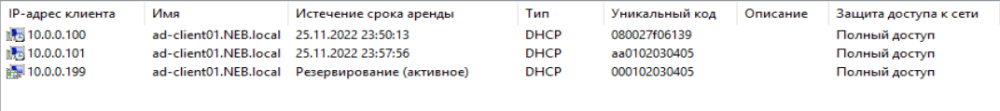 IP-адрес клиента Имя Истечение срока аренды Тип Уникальный код Описание Защита доступа к сети
10.0.0.100 ad-client01.NEB.local 25.11.2022 23:50:13 DHCP 080027f06139 Полный доступ
10.0.0.101 ad-client01.NEB.local 25.11.2022 23:57:56 DHCP aa0102030405 Полный доступ
10.0.0.199 ad-client01.NEB.local Резервирование (активное) DHCP 000102030405 Полный доступ